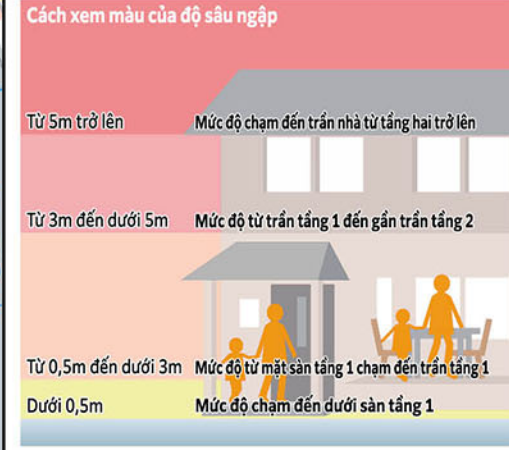 Cách xem màu của độ sâu ngập
Từ 5m trở lên Mức độ chạm đến trần nhà từ tầng hai trở lên
Từ 3m đến dưới 5m Mức độ từ trần tầng 1 đến gần trần tầng 2
Từ 0,5m đến dưới 3m Mức độ từ mặt sàn tầng 1 chạm đến trần tầng 1
Dưới 0,5m Mức độ chạm đến dưới sàn tầng 1